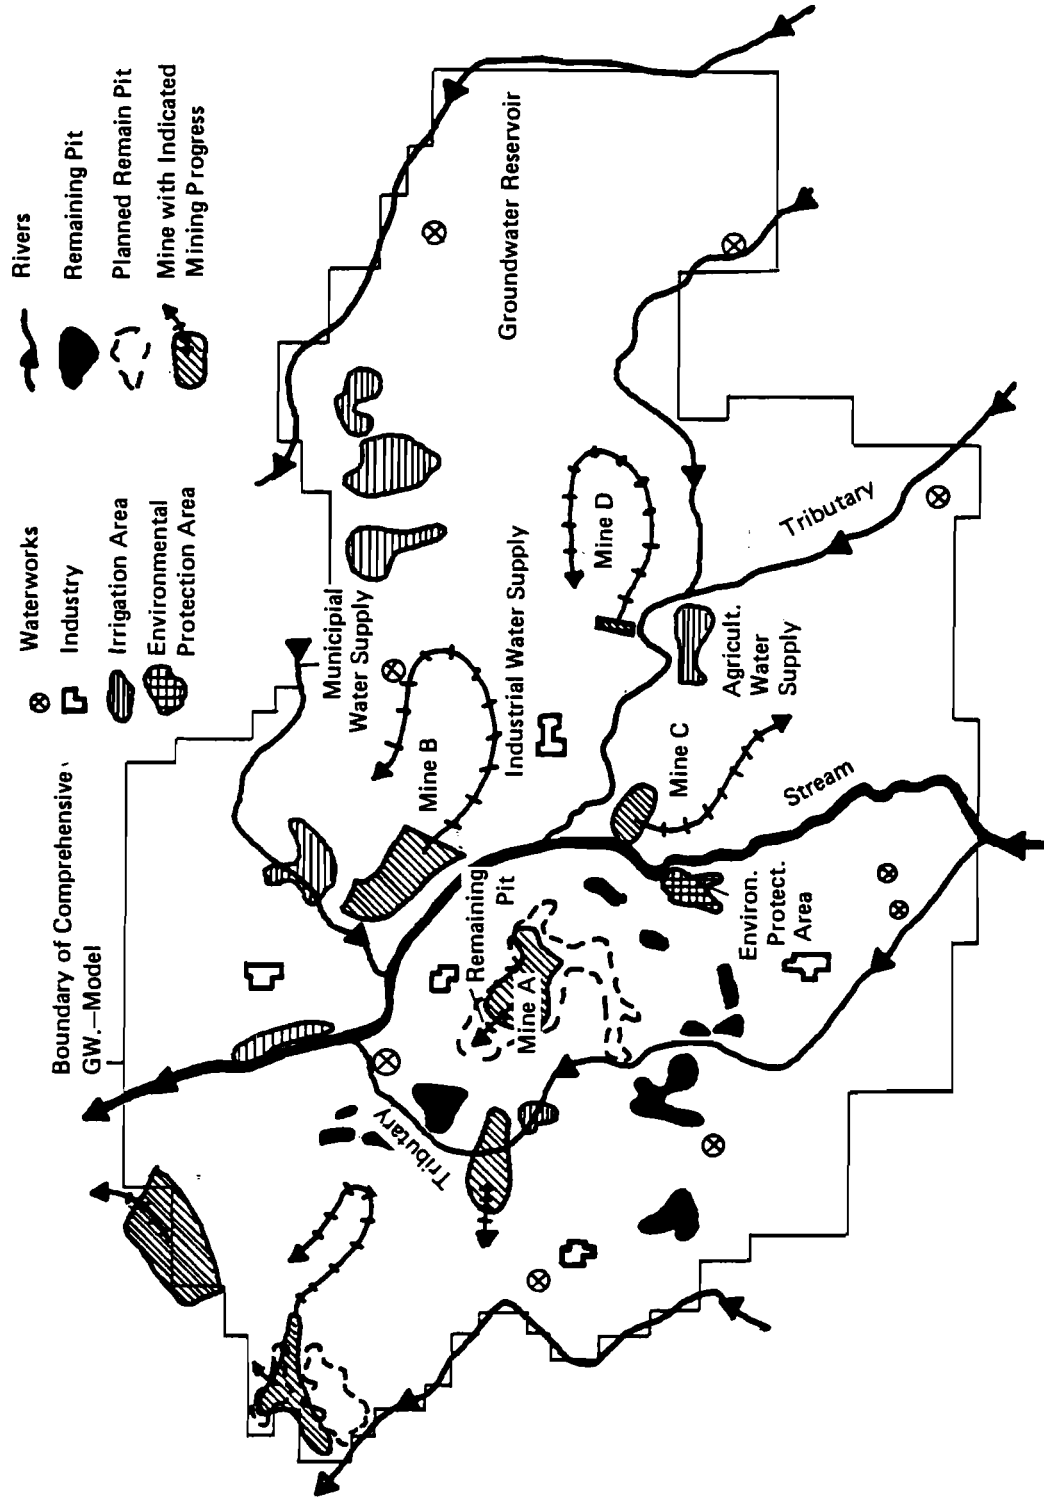 Rivers
Remaining Pit
Planned Remain Pit
Mine with Indicated
Mining Progress
Waterworks
Industry
Irrigation Area
Environmental
Protection Area
Boundary of Comprehensive
GW.—Model
Groundwater Reservoir
Municipial
Water Supply
Mine B
Industrial Water Supply
Mine D
Tributary
Agricult.
Water
Supply
Mine C
Stream
Remaining
Pit
Mine A
Environ.
Protect.
Area
Tributary